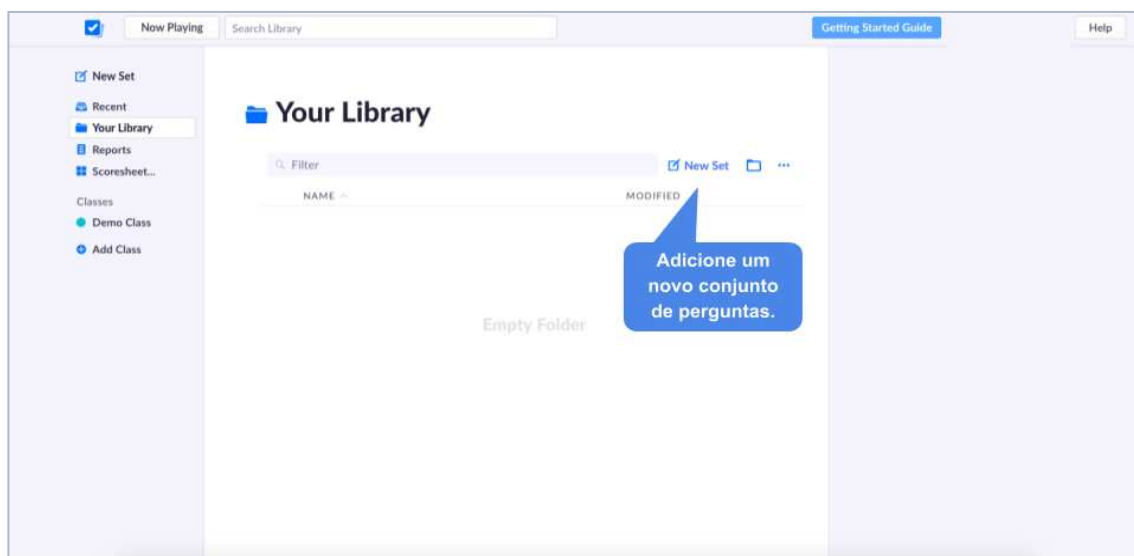 Now Playing
Search Library
Getting Started Guide
Help
New Set
Recent
Your Library
Reports
Scoresheet...
Classes
Demo Class
Add Class
Your Library
Filter
New Set
NAME
MODIFIED
Adicione um
novo conjunto
de perguntas.
Empty Folder